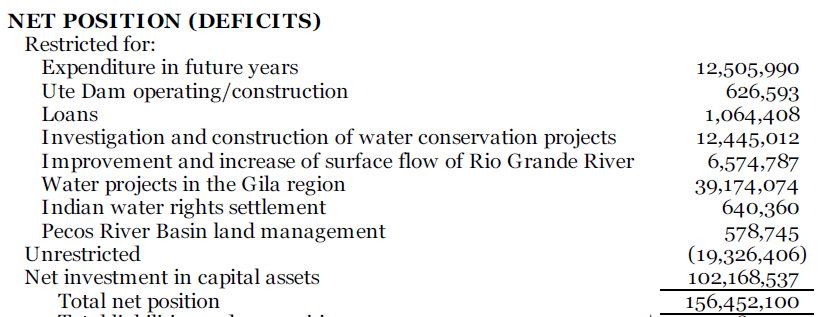 NET POSITION (DEFICITS)
Restricted for:
Expenditure in future years 12,505,990
Ute Dam operating/construction 626,593
Loans 1,064,408
Investigation and construction of water conservation projects 12,445,012
Improvement and increase of surface flow of Rio Grande River 6,574,787
Water projects in the Gila region 39,174,074
Indian water rights settlement 640,360
Pecos River Basin land management 578,745
Unrestricted (19,326,406)
Net investment in capital assets 102,168,537
Total net position 156,452,100